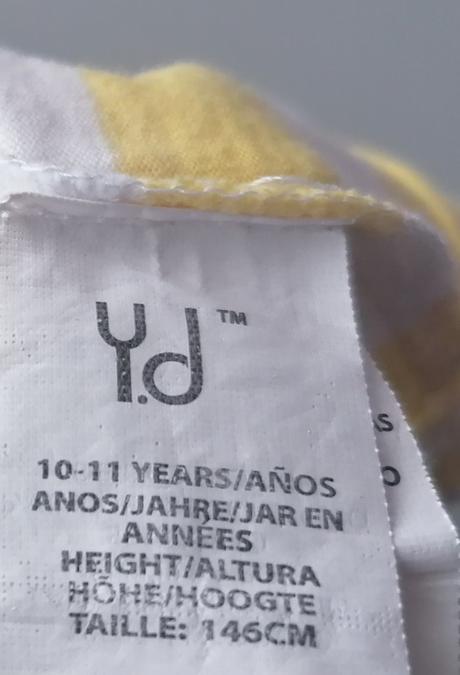 Y.d ™
10-11 YEARS/AÑOS
ANOS/JAHRE/JAR EN
ANNÉES
HEIGHT/ALTURA
HÖHE/HOOGTE
TAILLE: 146CM
S
O